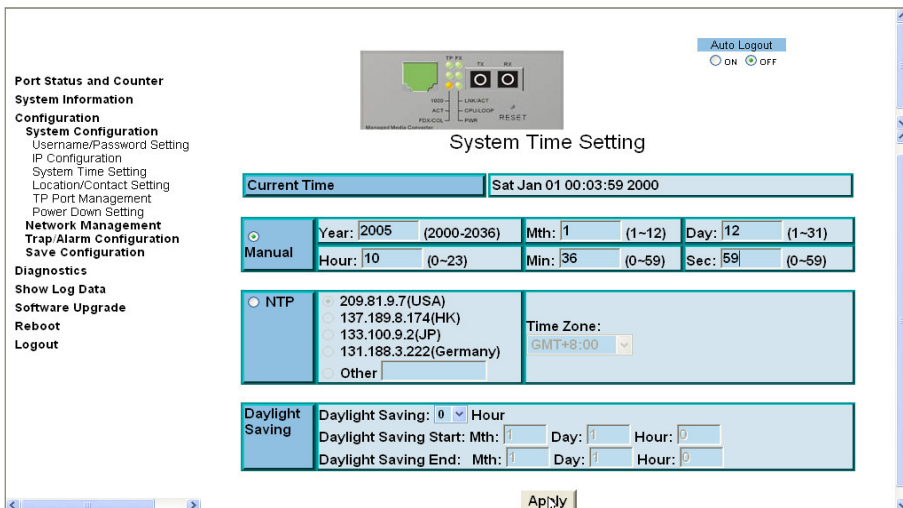 Auto Logout
ON OFF
TP FX TX RX
1000 LNK/ACT
ACT CPU/LOOP
FDX/COL PWR RESET
Managed Media Converter
Port Status and Counter
System Information
Configuration
System Configuration
Username/Password Setting
IP Configuration
System Time Setting
Location/Contact Setting
TP Port Management
Power Down Setting
Network Management
Trap/Alarm Configuration
Save Configuration
Diagnostics
Show Log Data
Software Upgrade
Reboot
Logout
System Time Setting
Current Time Sat Jan 01 00:03:59 2000
Manual
Year: 2005 (2000-2036) Mth: 1 (1~12) Day: 12 (1~31)
Hour: 10 (0~23) Min: 36 (0~59) Sec: 59 (0~59)
NTP
209.81.9.7(USA)
137.189.8.174(HK)
133.100.9.2(JP)
131.188.3.222(Germany)
Other
Time Zone:
GMT+8:00
Daylight Saving
Daylight Saving: 0 Hour
Daylight Saving Start: Mth: 1 Day: 1 Hour: 0
Daylight Saving End: Mth: 1 Day: 1 Hour: 0
Apply